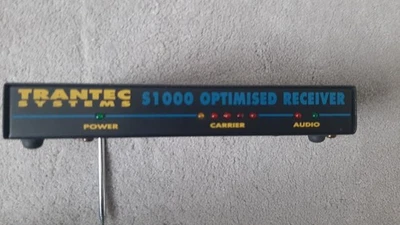 TRANTEC
SYSTEMS
S1000 OPTIMISED RECEIVER
POWER
CARRIER
AUDIO